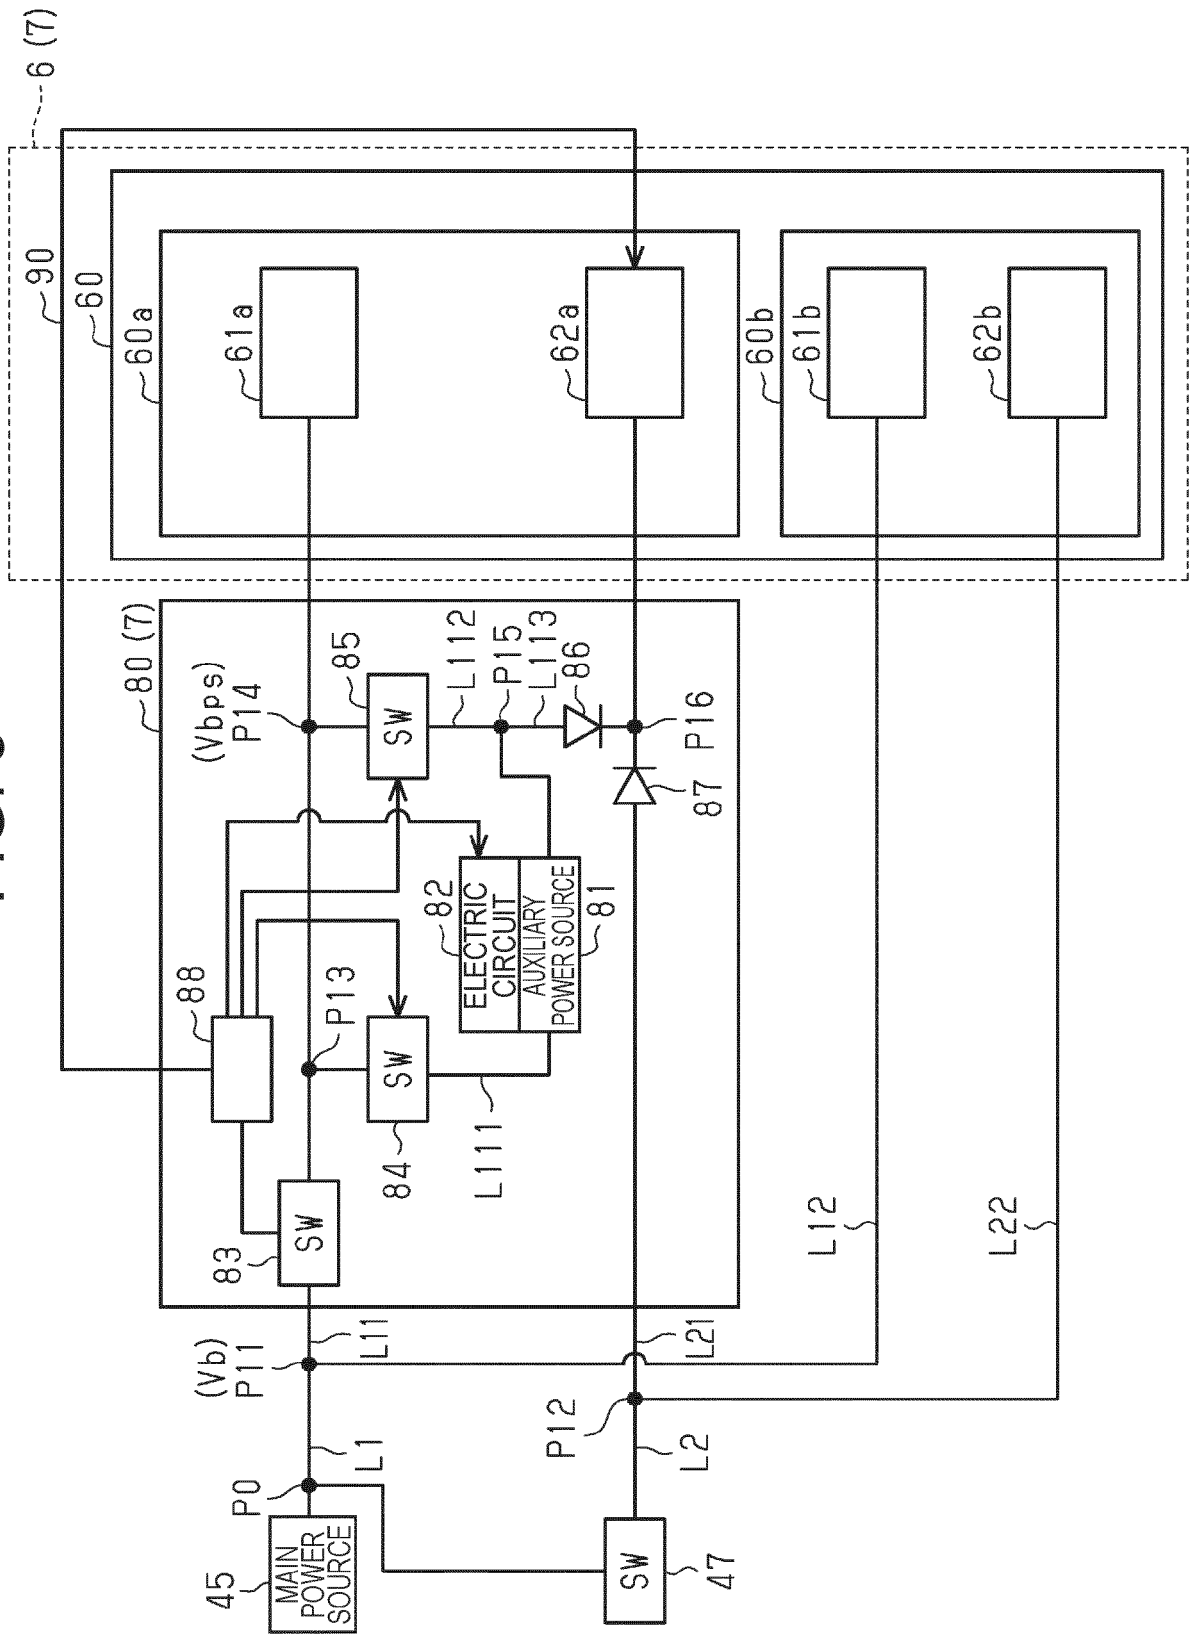 6 (7)
90
60
60a
61a
62a
60b
61b
62b
80 (7)
(Vbps)
P14
85
SW
L112
P15
L113
86
P16
87
88
P13
82
ELECTRIC
CIRCUIT
AUXILIARY
POWER SOURCE
81
SW
84
L111
83
SW
L12
L22
(Vb)
P11
L11
L21
P12
L1
L2
P0
45
MAIN
POWER
SOURCE
SW
47